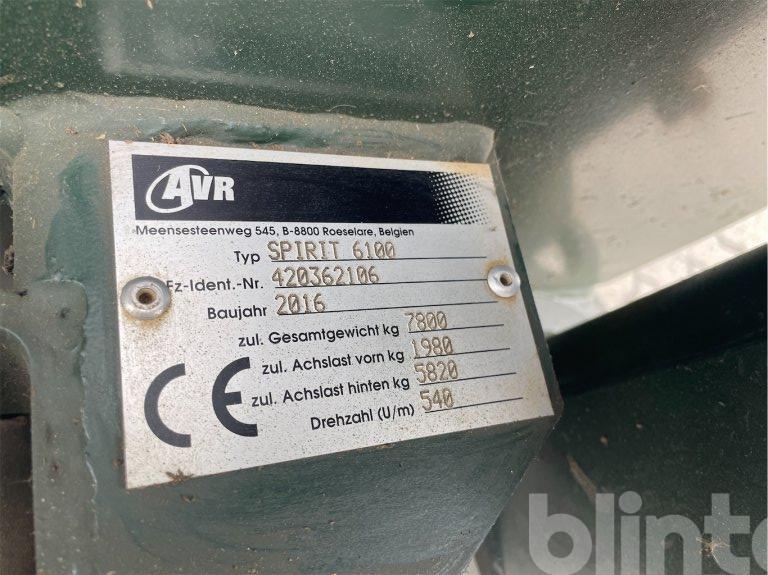 AVR
Meensesteenweg 545, B-8800 Roeselare, Belgien
Typ SPIRIT 6100
Fz-Ident.-Nr. 420362106
Baujahr 2016
zul. Gesamtgewicht kg 7800
zul. Achslast vorn kg 1980
zul. Achslast hinten kg 5820
Drehzahl (U/m) 540
CE